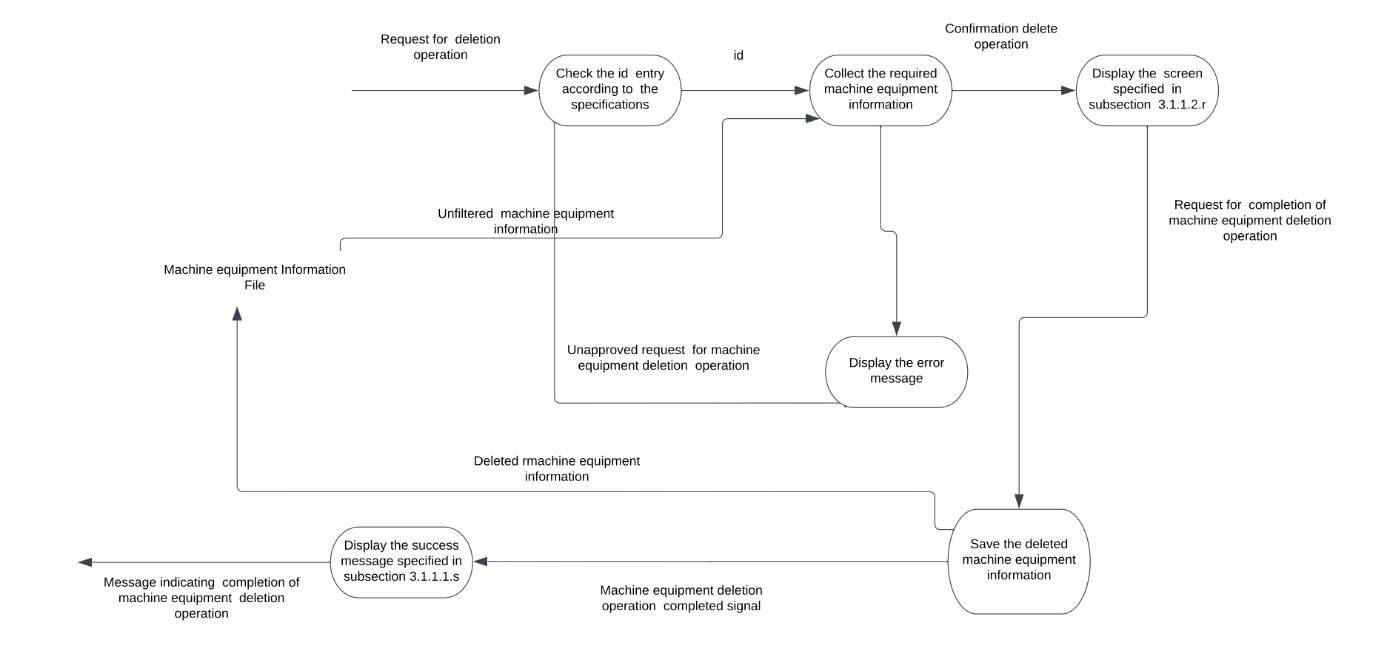 Request for deletion
operation
Check the id entry
according to the
specifications
id
Collect the required
machine equipment
information
Confirmation delete
operation
Display the screen
specified in
subsection 3.1.1.2.r
Unfiltered machine equipment
information
Request for completion of
machine equipment deletion
operation
Machine equipment Information
File
Unapproved request for machine
equipment deletion operation
Display the error
message
Deleted rmachine equipment
information
Save the deleted
machine equipment
information
Display the success
message specified in
subsection 3.1.1.1.s
Message indicating completion of
machine equipment deletion
operation
Machine equipment deletion
operation completed signal